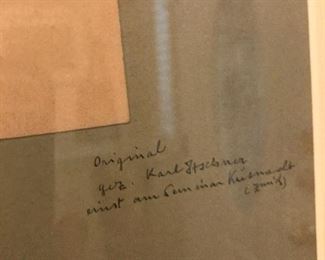 Original
gez. Karl Itschner
einst am Seminar Küsnacht
(Zürich)